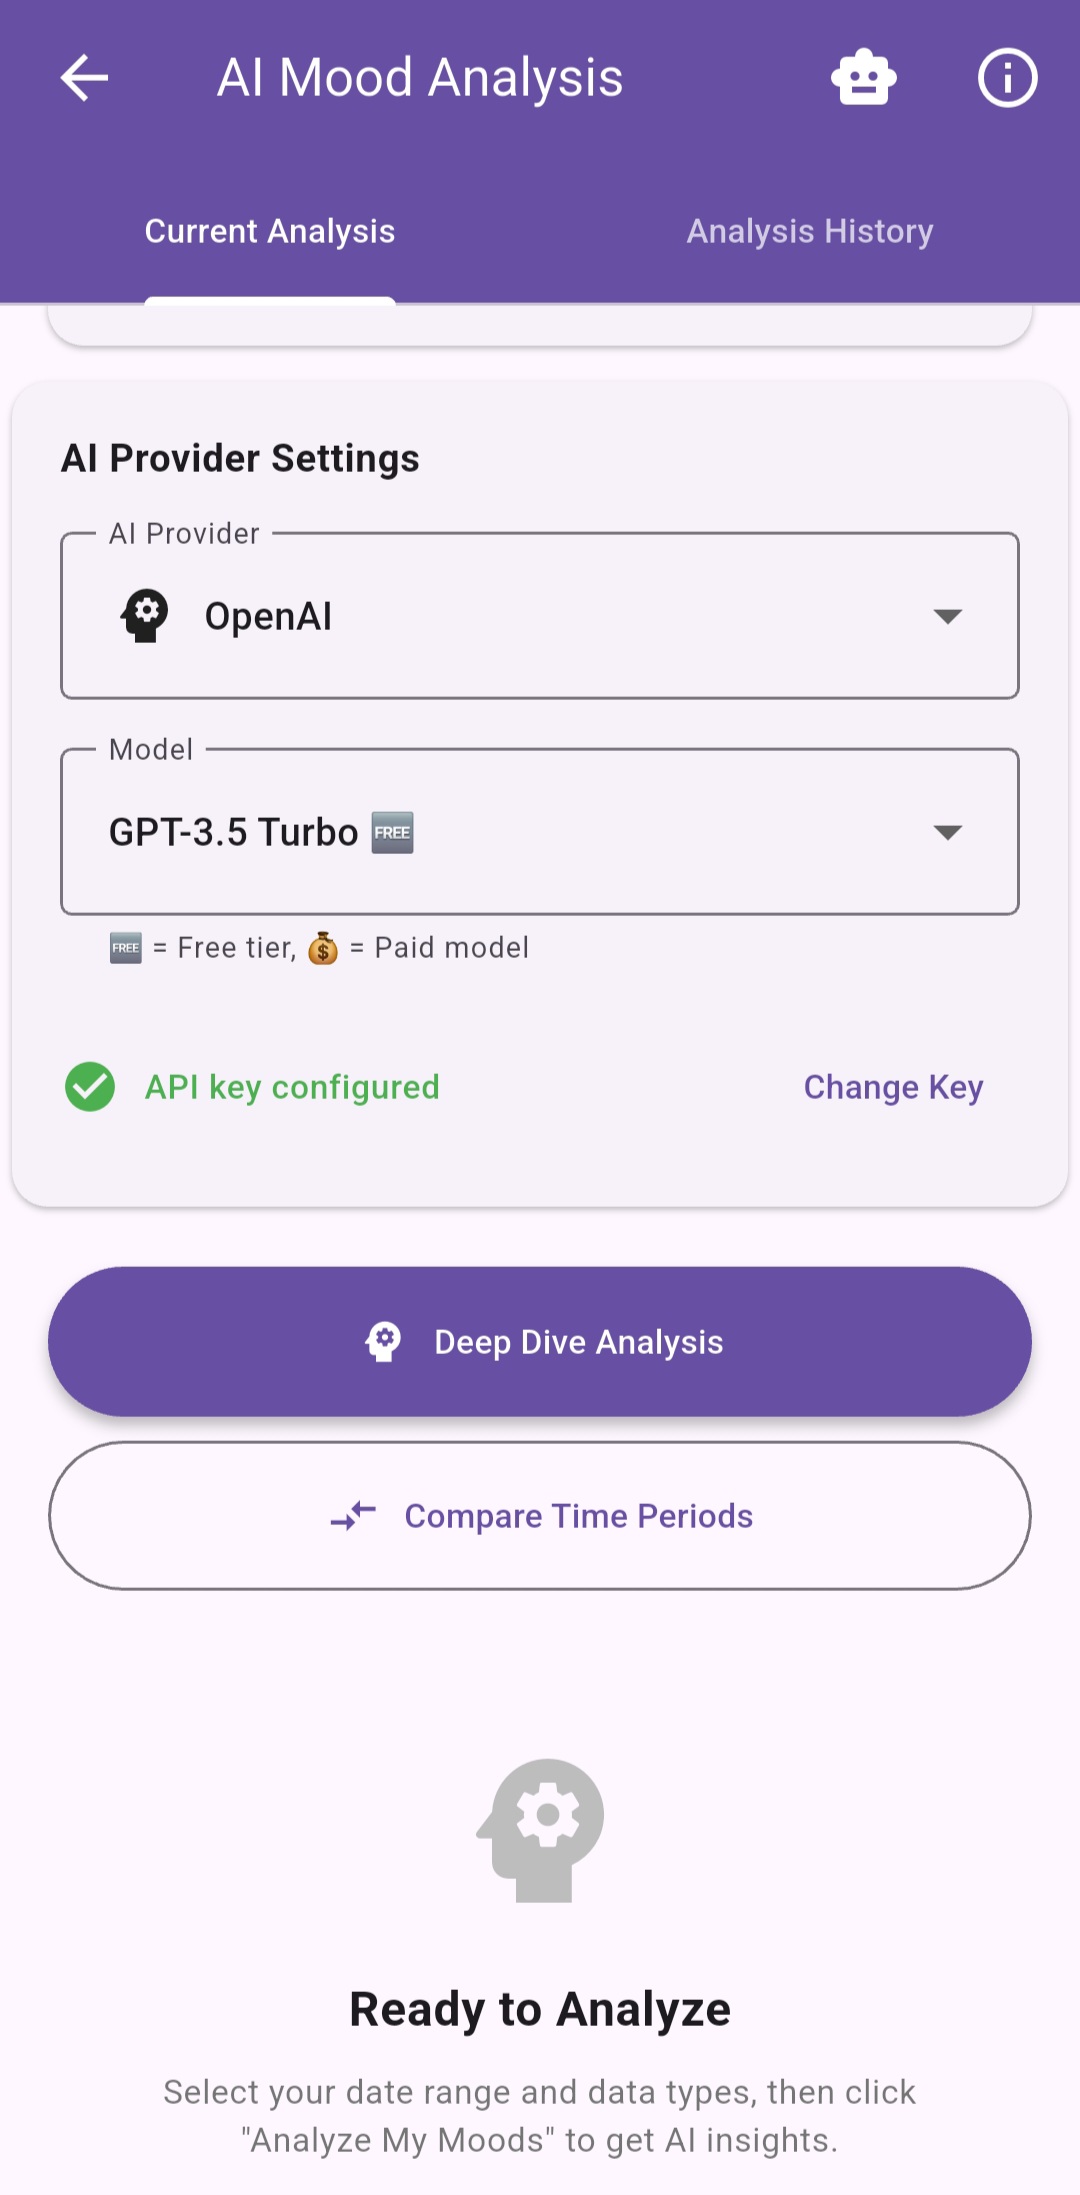 AI Mood Analysis
Current Analysis
Analysis History
AI Provider Settings
AI Provider
OpenAI
Model
GPT-3.5 Turbo 🆓
🆓 = Free tier, 💰 = Paid model
API key configured
Change Key
Deep Dive Analysis
Compare Time Periods
Ready to Analyze
Select your date range and data types, then click
"Analyze My Moods" to get AI insights.